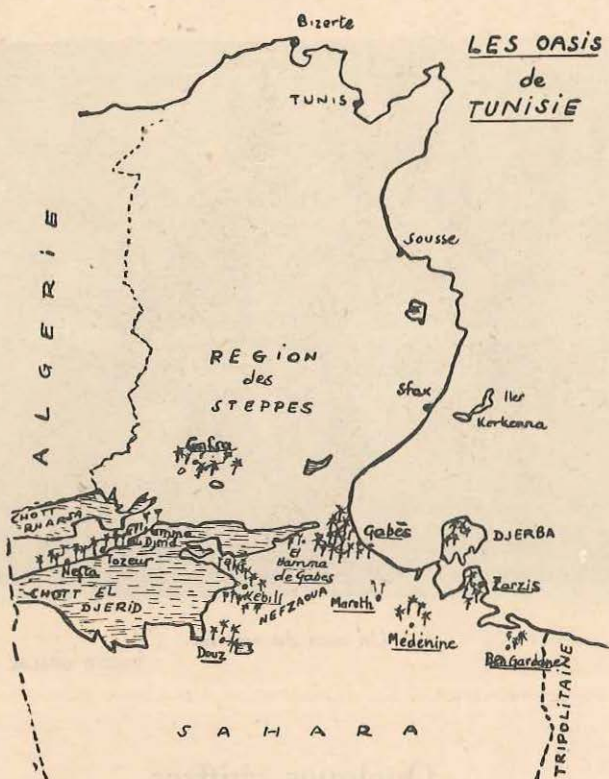 LES OASIS
de
TUNISIE
Bizerte
TUNIS
ALGERIE
Sousse
REGION
des
STEPPES
Sfax
Iles
Kerkenna
Gafsa
CHOTT
RHARSA
Hamma
du Djerid
Tozeur
Nefta
CHOTT EL
DJERID
El
Hamma
de Gabes
Gabès
DJERBA
Zarzis
Kebili
NEFZAOUA
Mareth
Médénine
Ben Gardane
Douz
SAHARA
TRIPOLITAINE